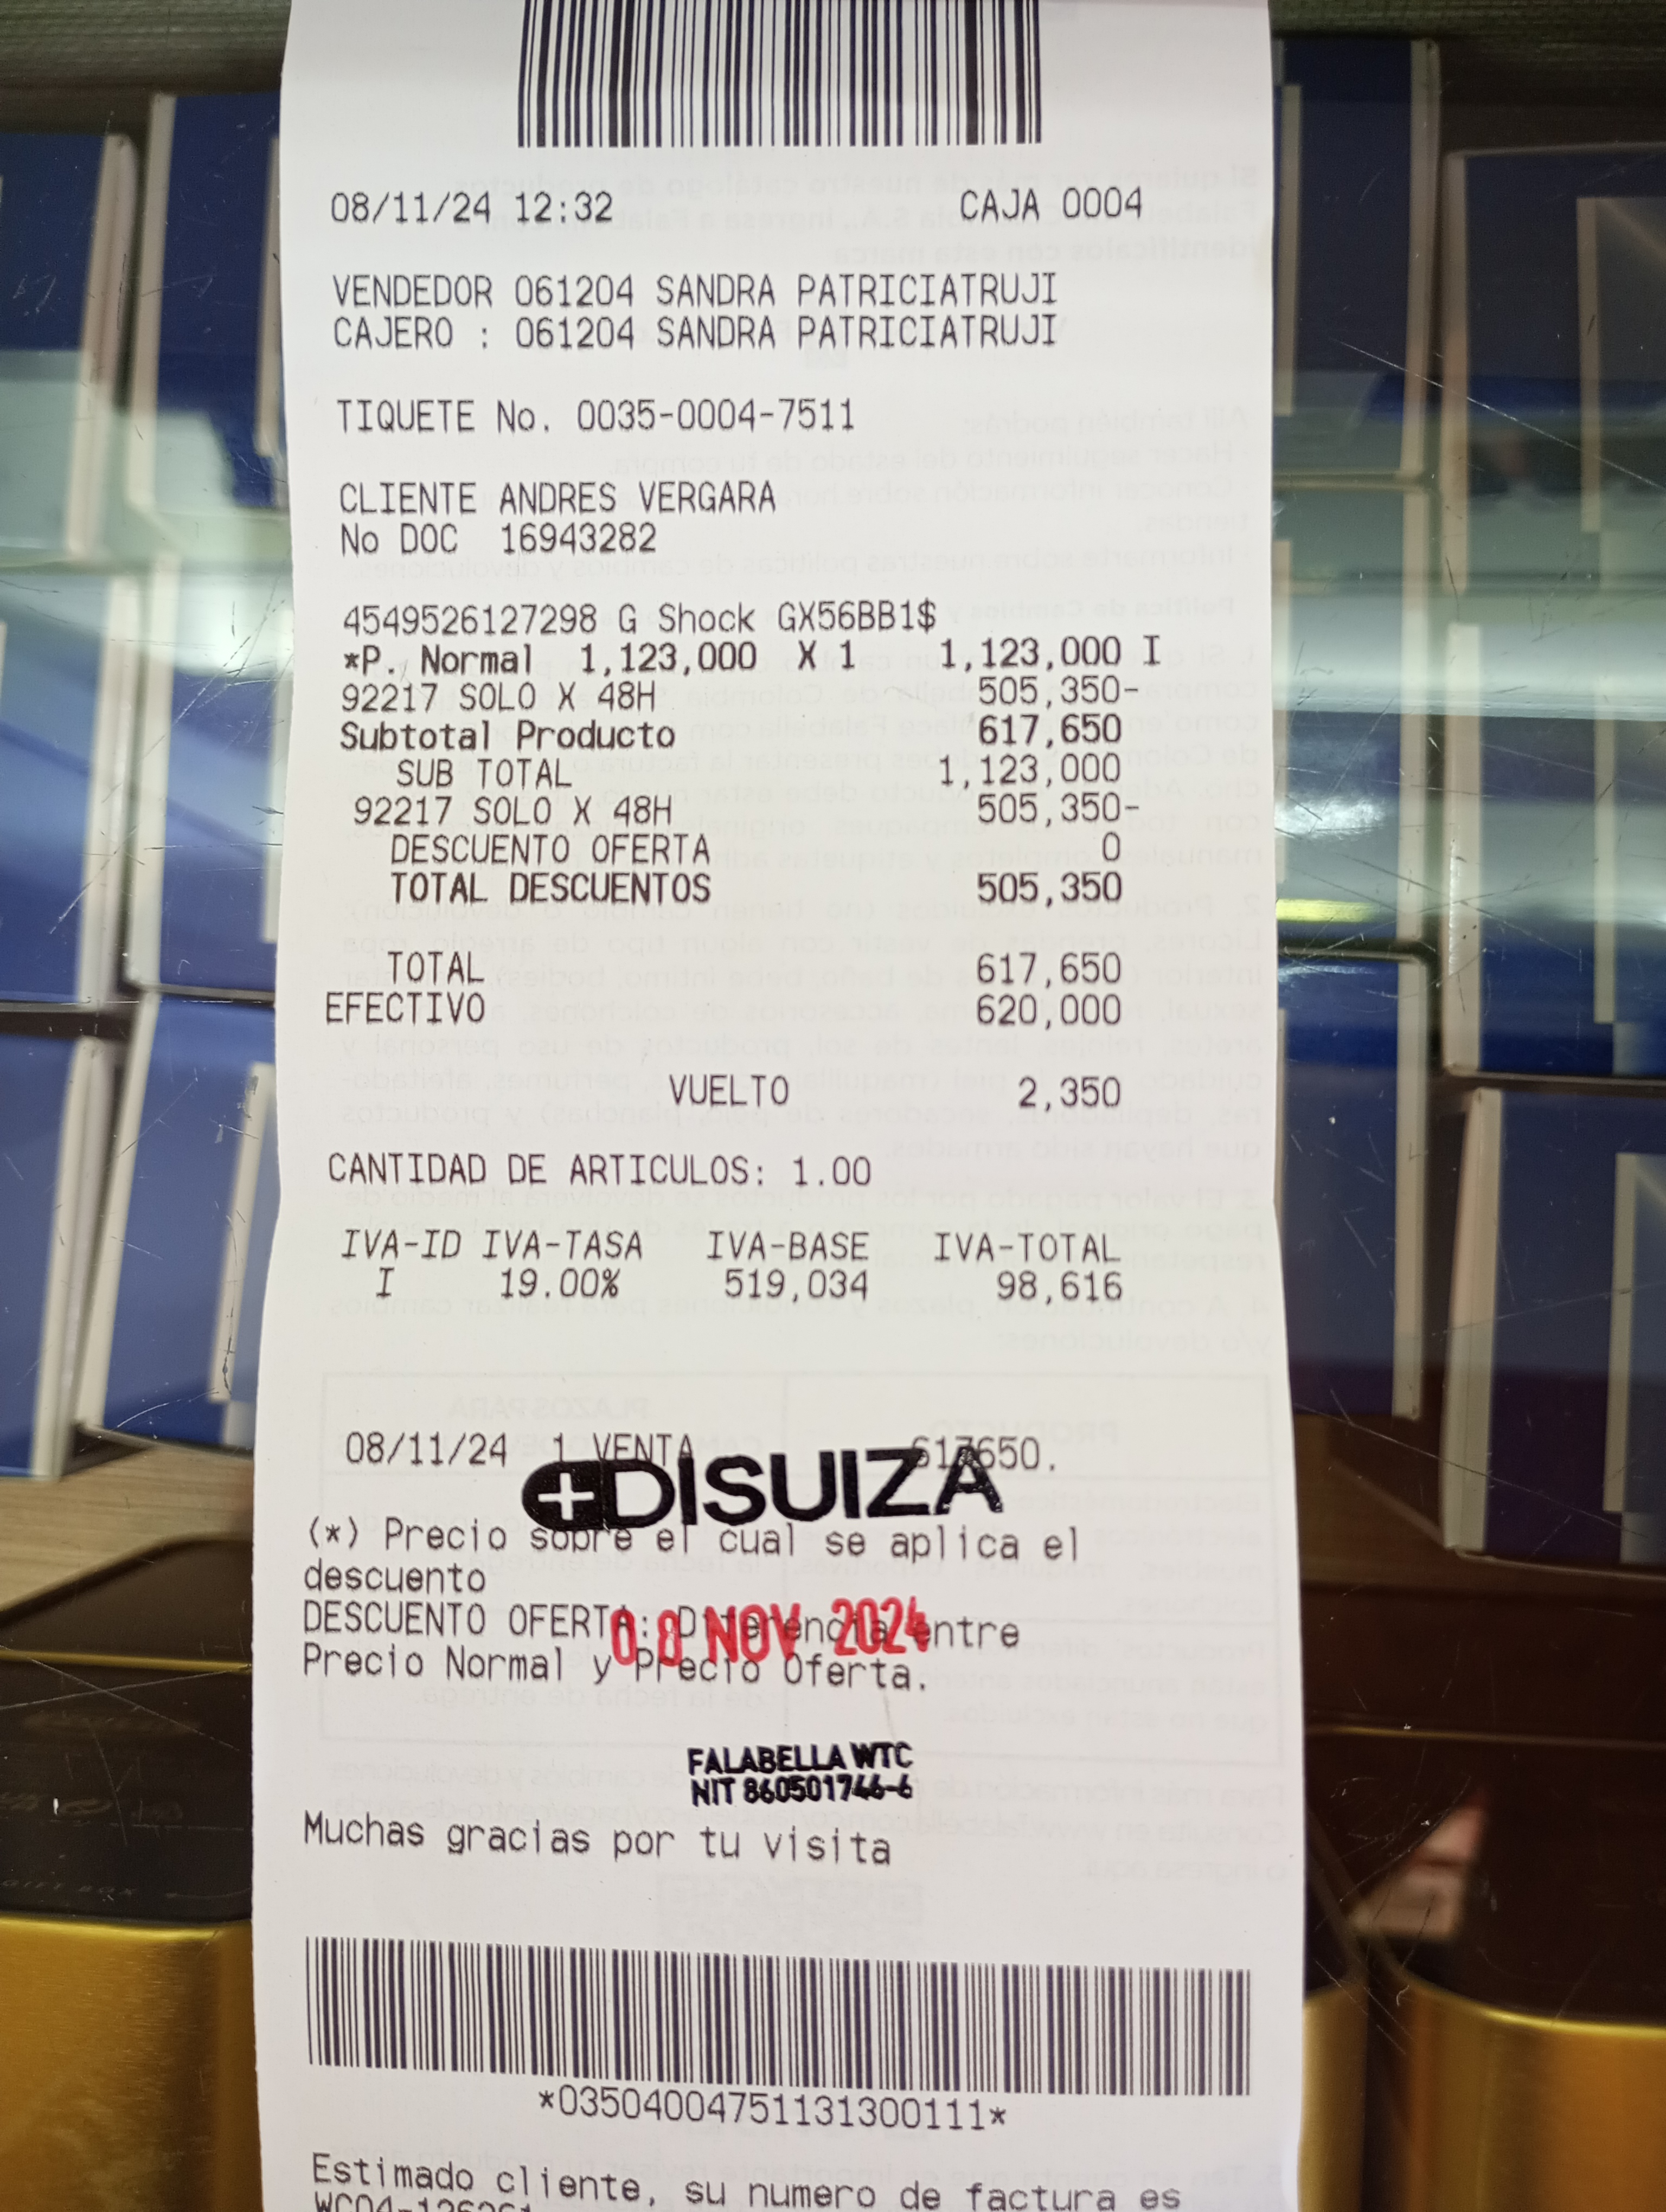 08/11/24 12:32 CAJA 0004
VENDEDOR 061204 SANDRA PATRICIATRUJI
CAJERO : 061204 SANDRA PATRICIATRUJI
TIQUETE No. 0035-0004-7511
CLIENTE ANDRES VERGARA
No DOC 16943282
4549526127298 G Shock GX56BB1$
*P. Normal 1,123,000 X 1 1,123,000 I
92217 SOLO X 48H 505,350-
Subtotal Producto 617,650
SUB TOTAL 1,123,000
92217 SOLO X 48H 505,350-
DESCUENTO OFERTA 0
TOTAL DESCUENTOS 505,350
TOTAL 617,650
EFECTIVO 620,000
VUELTO 2,350
CANTIDAD DE ARTICULOS: 1.00
IVA-ID IVA-TASA IVA-BASE IVA-TOTAL
I 19.00% 519,034 98,616
08/11/24 1 VENTA 617650.
DISUIZA
(*) Precio sobre el cual se aplica el
descuento
DESCUENTO OFERTA: Diferencia entre
08 NOV 2024
Precio Normal y Precio Oferta.
FALABELLA WTC
NIT 860501746-6
Muchas gracias por tu visita
*03504004751131300111*
Estimado cliente, su numero de factura es